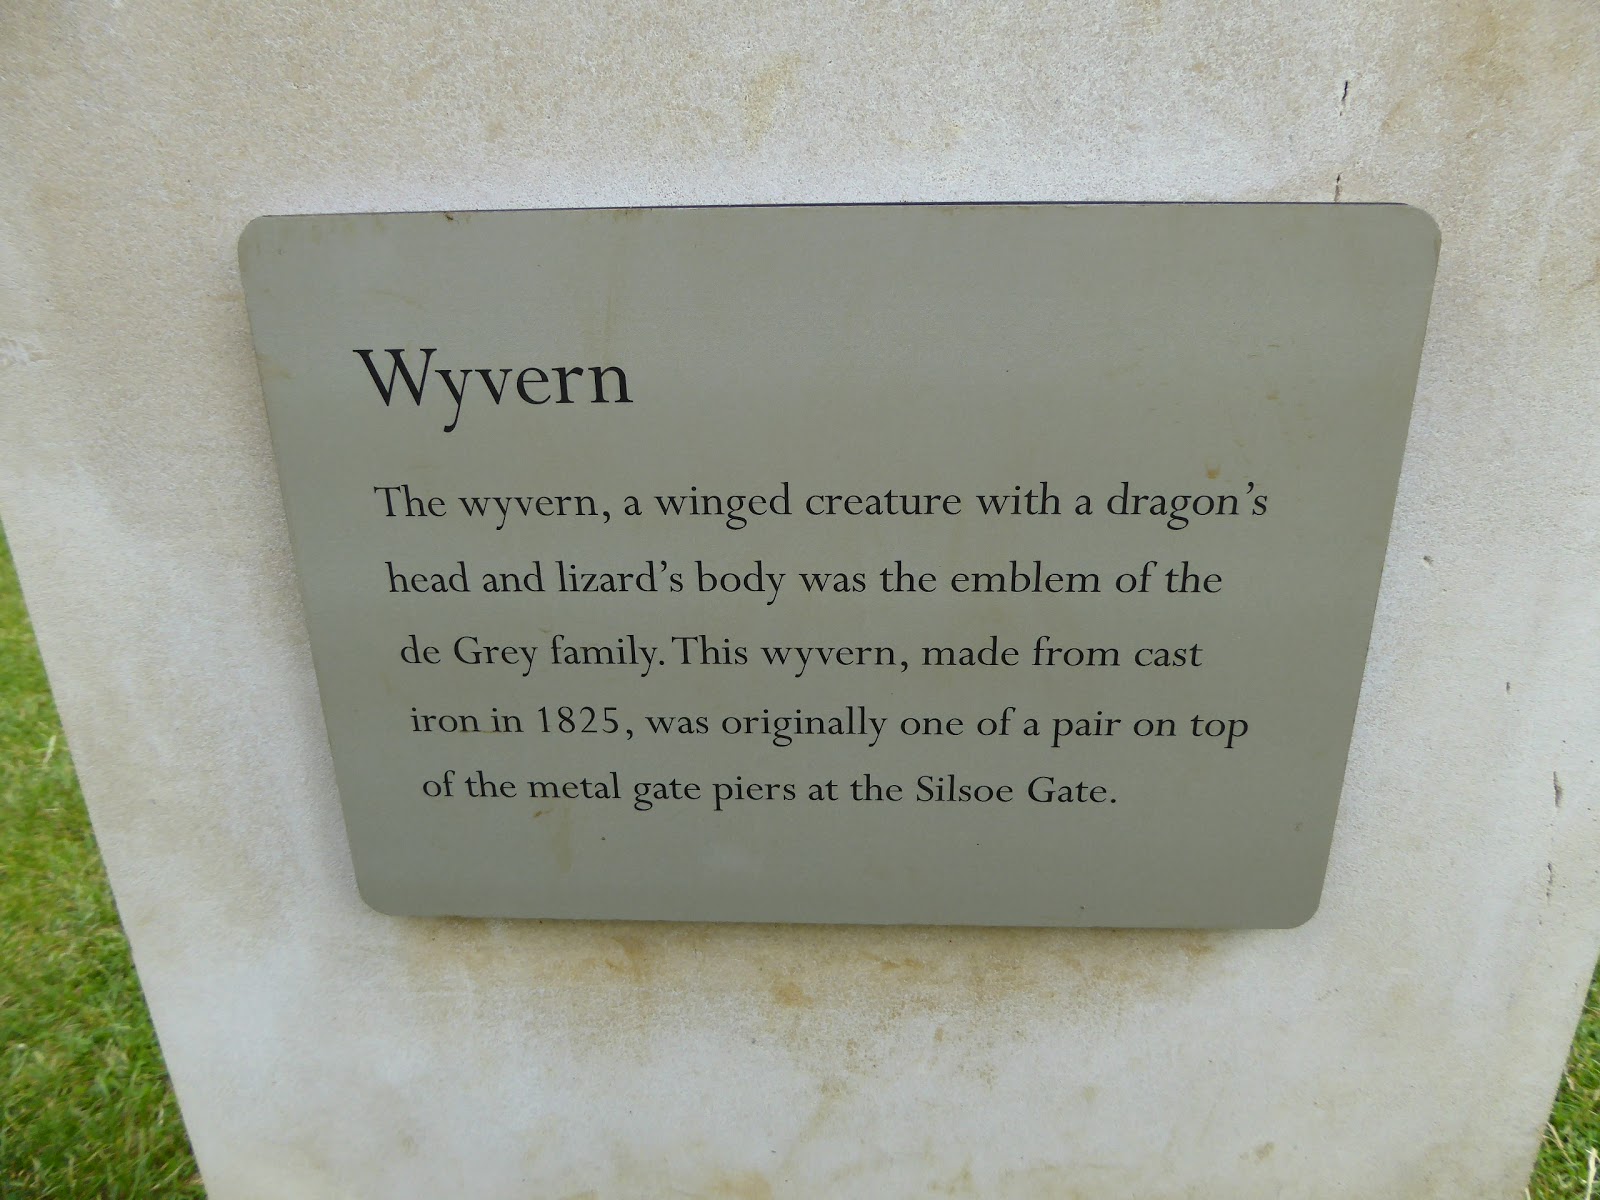 Wyvern
The wyvern, a winged creature with a dragon’s
head and lizard’s body was the emblem of the
de Grey family. This wyvern, made from cast
iron in 1825, was originally one of a pair on top
of the metal gate piers at the Silsoe Gate.